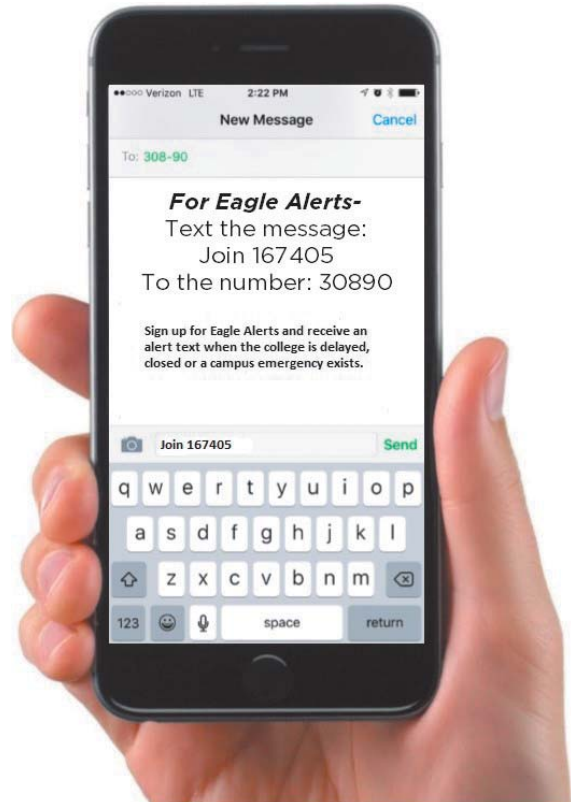 Verizon LTE 2:22 PM
New Message Cancel
To: 308-90
For Eagle Alerts-
Text the message:
Join 167405
To the number: 30890
Sign up for Eagle Alerts and receive an
alert text when the college is delayed,
closed or a campus emergency exists.
Join 167405 Send
q w e r t y u i o p
a s d f g h j k l
z x c v b n m
123 space return